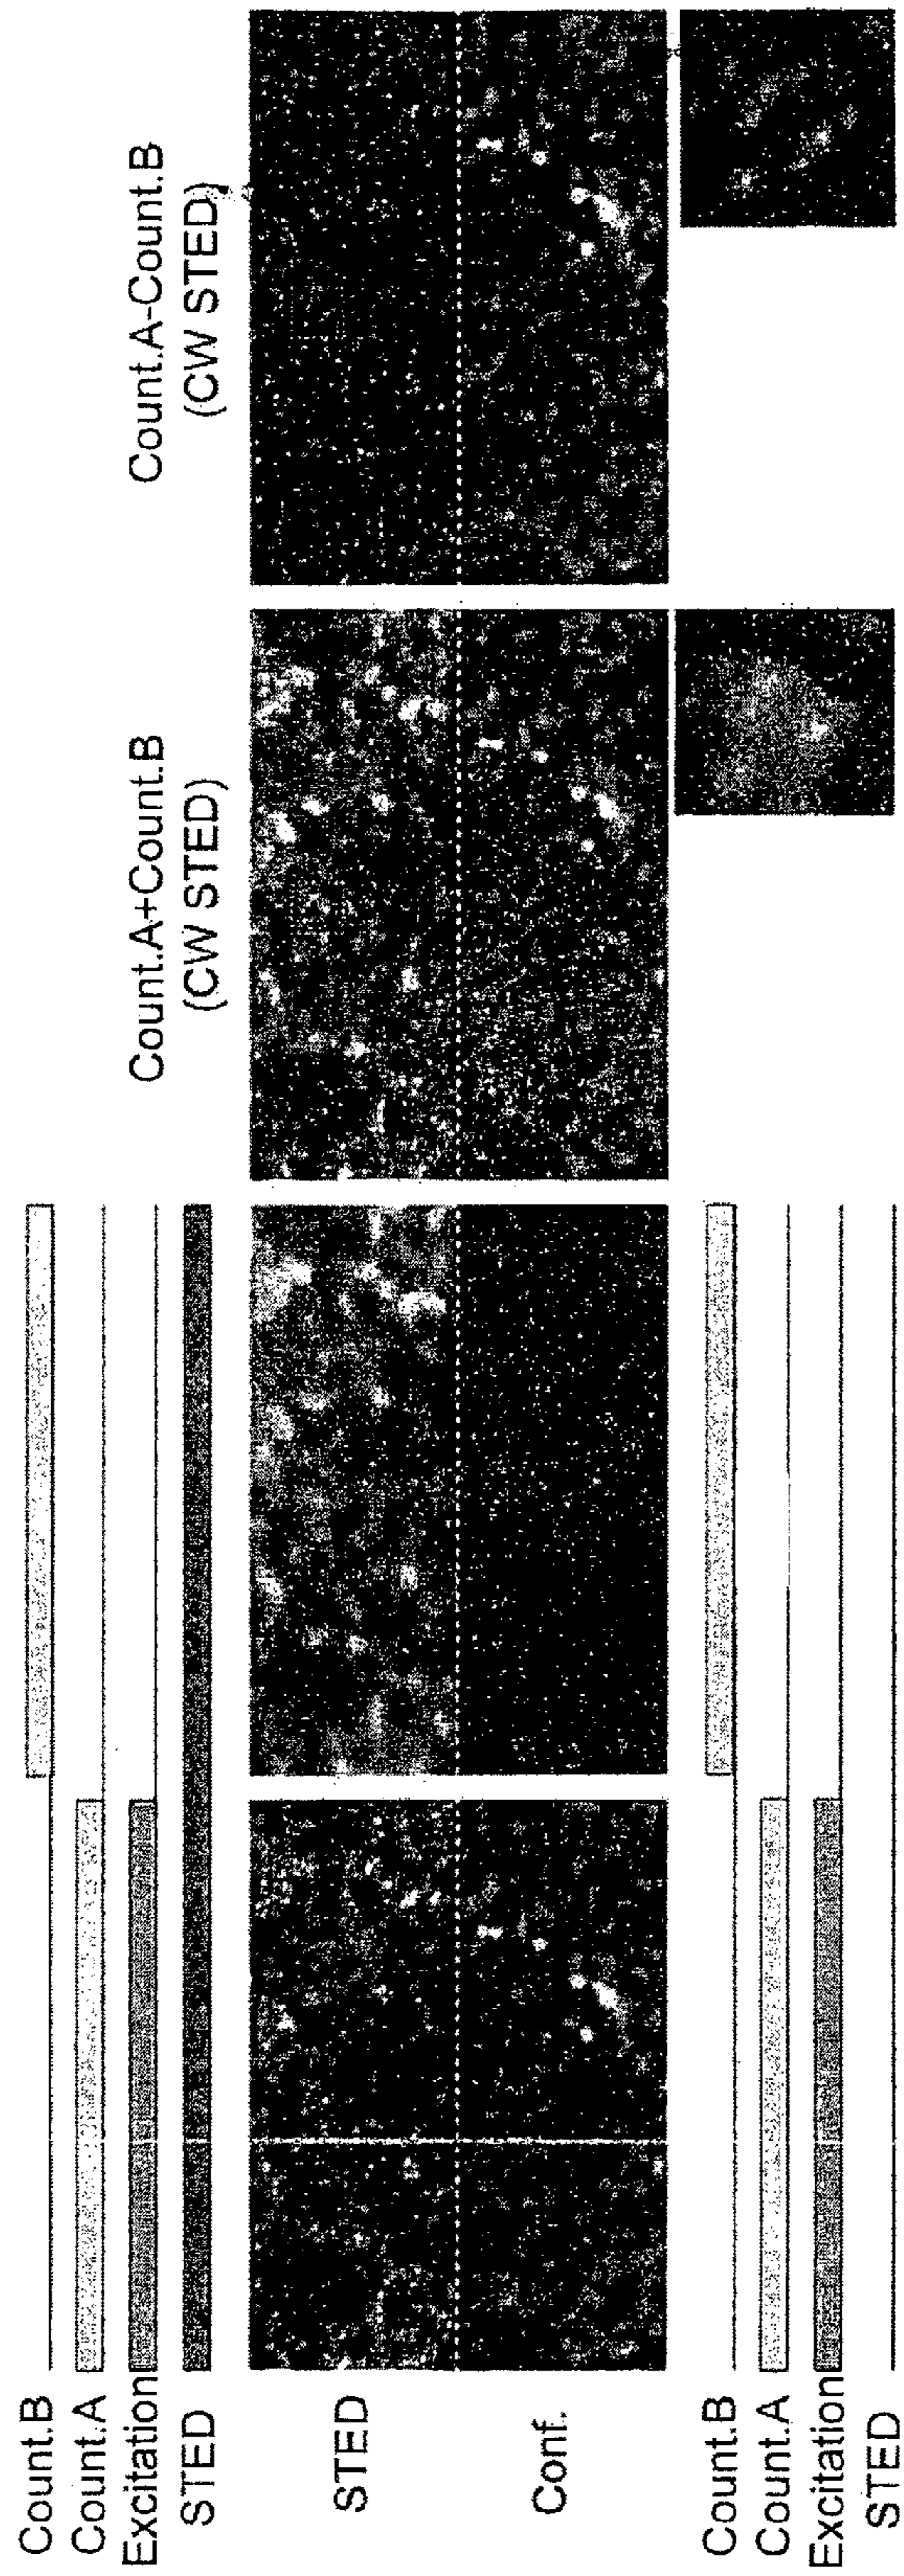 Count.A+Count.B
(CW STED)
Count.A-Count.B
(CW STED)
Count.B
Count.A
Excitation
STED
STED
Conf.
Count.B
Count.A
Excitation
STED